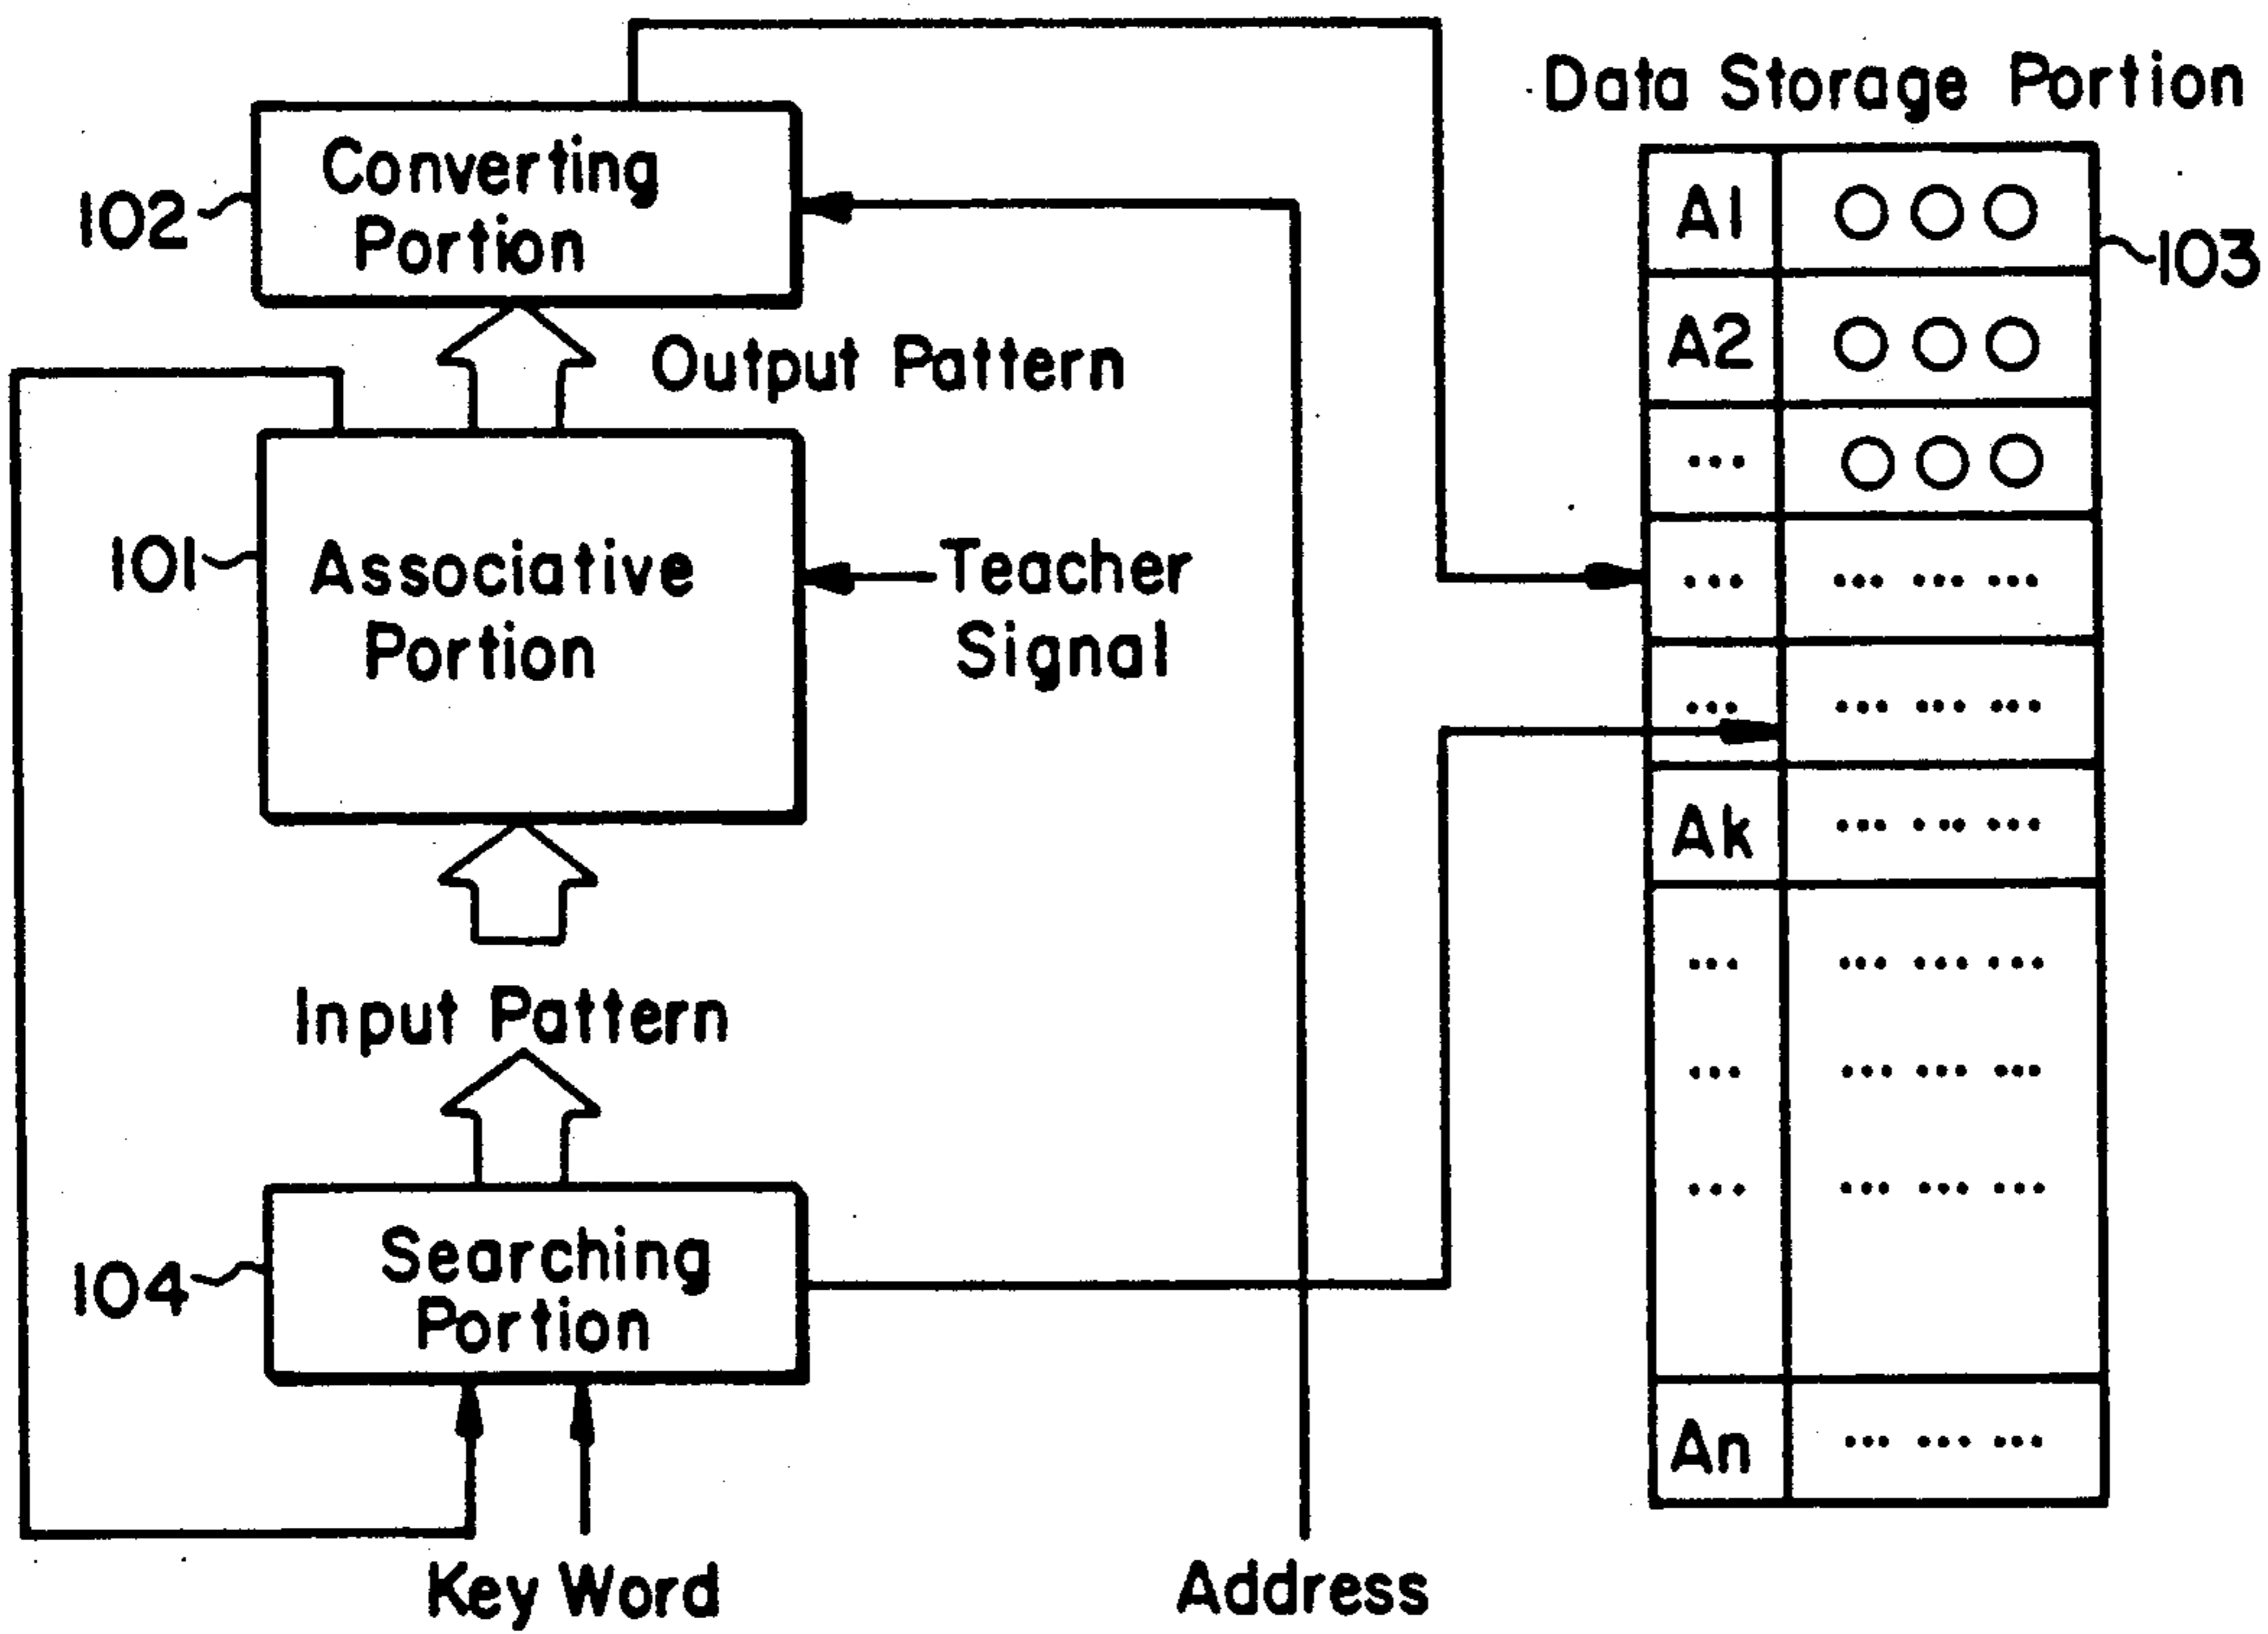 Data Storage Portion
Converting
Portion
102
A1 ○ ○ ○
103
A2 ○ ○ ○
Output Pattern
... ○ ○ ○
101
Associative
Portion
Teacher
Signal
... ... ... ...
... ... ... ...
Ak ... ... ...
Input Pattern
... ... ... ...
... ... ... ...
... ... ... ...
104
Searching
Portion
An ... ... ...
Key Word
Address